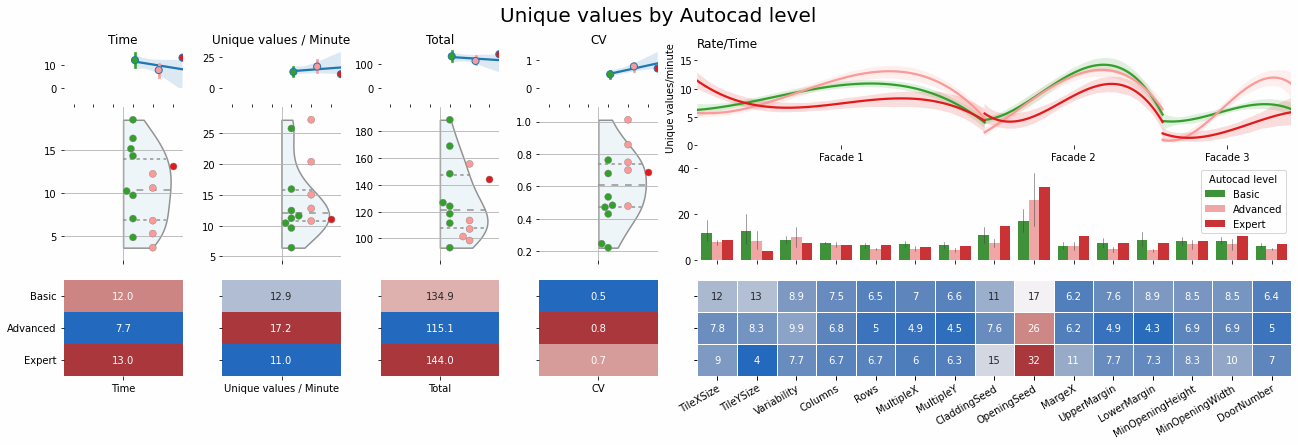 Unique values by Autocad level
Time
Unique values / Minute
Total
CV
Rate/Time
10
0
25
0
100
0
1
0
Unique values/minute
15
10
5
0
Facade 1
Facade 2
Facade 3
15
10
5
25
20
15
10
5
180
160
140
120
100
1.0
0.8
0.6
0.4
0.2
40
20
0
Autocad level
Basic
Advanced
Expert
Basic 12.0 12.9 134.9 0.5 12 13 8.9 7.5 6.5 7 6.6 11 17 6.2 7.6 8.9 8.5 8.5 6.4
Advanced 7.7 17.2 115.1 0.8 7.8 8.3 9.9 6.8 5 4.9 4.5 7.6 26 6.2 4.9 4.3 6.9 6.9 5
Expert 13.0 11.0 144.0 0.7 9 4 7.7 6.7 6.7 6 6.3 15 32 11 7.7 7.3 8.3 10 7
Time
Unique values / Minute
Total
CV
TileXSize
TileYSize
Variability
Columns
Rows
MultipleX
MultipleY
CladdingSeed
OpeningSeed
MargeX
UpperMargin
LowerMargin
MinOpeningHeight
MinOpeningWidth
DoorNumber